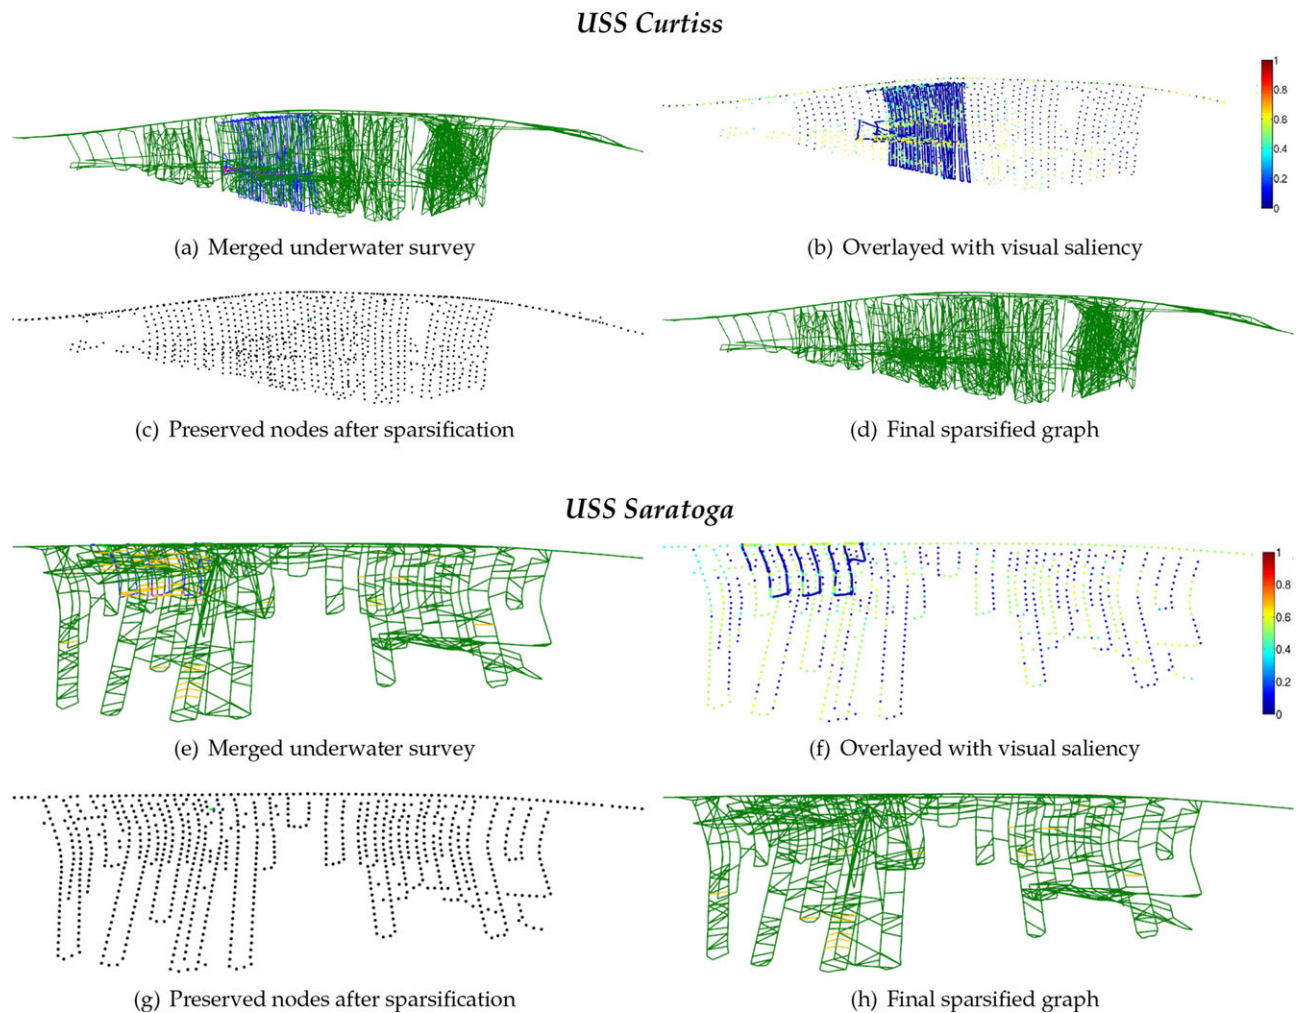 USS Curtiss
1
0.8
0.6
0.4
0.2
0
(a) Merged underwater survey
(b) Overlayed with visual saliency
(c) Preserved nodes after sparsification
(d) Final sparsified graph
USS Saratoga
1
0.8
0.6
0.4
0.2
0
(e) Merged underwater survey
(f) Overlayed with visual saliency
(g) Preserved nodes after sparsification
(h) Final sparsified graph